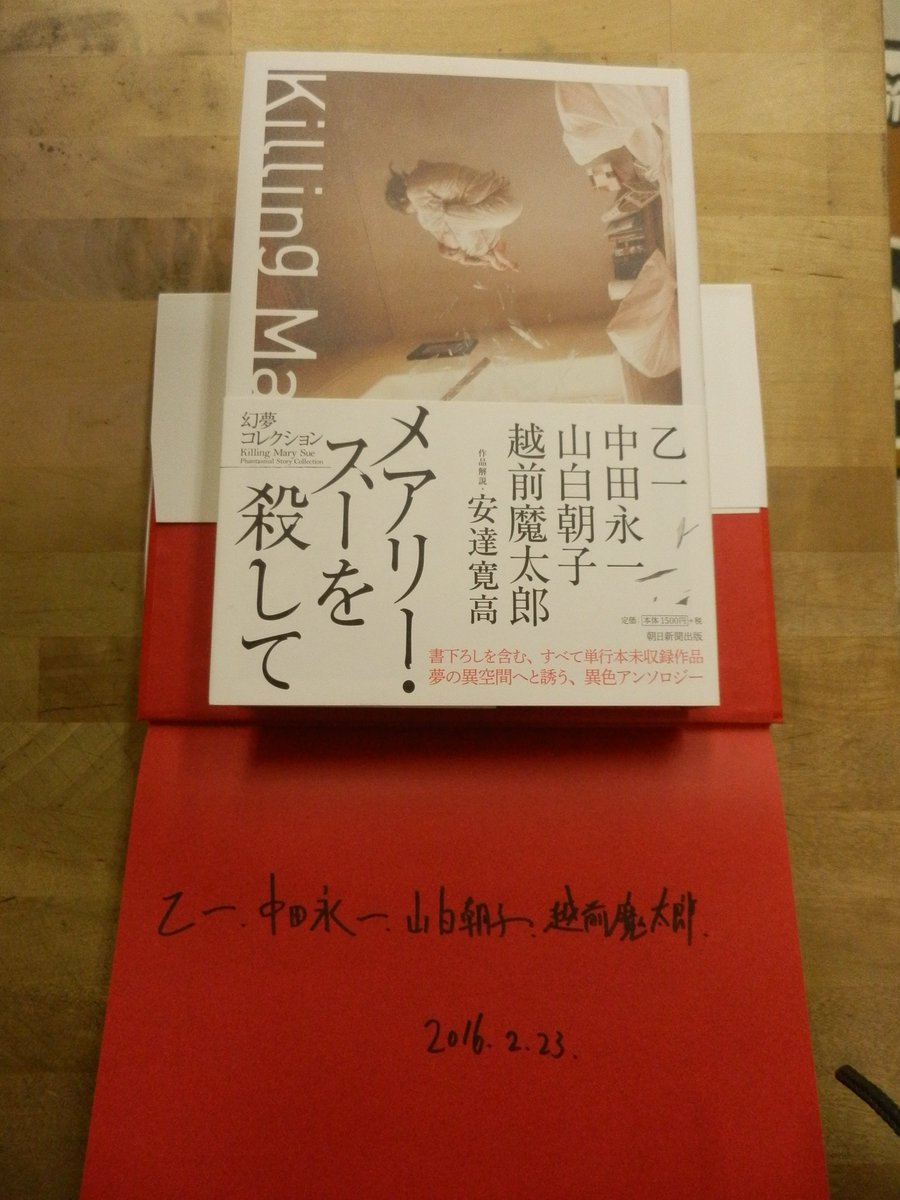 Killing Ma
幻夢
コレクション
Killing Mary Sue
Phantasmal Story Collection
メアリー・
スーを
殺して
乙一
中田永一
山白朝子
越前魔太郎
作品解説・安達寛高
定価：本体1500円+税
朝日新聞出版
書下ろしを含む、すべて単行本未収録作品
夢の異空間へと誘う、異色アンソロジー
乙一.中田永一.山白朝子.越前魔太郎.
2016.2.23.